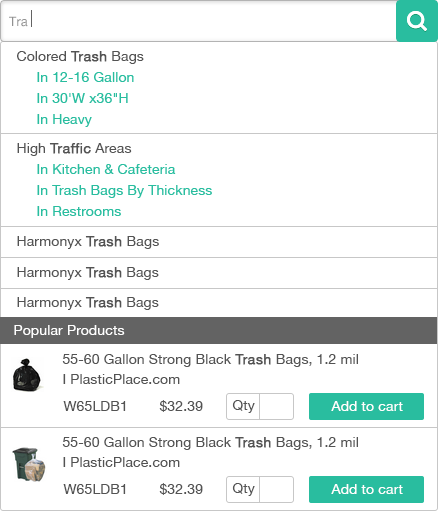 Tra
Colored Trash Bags
In 12-16 Gallon
In 30'W x36"H
In Heavy
High Traffic Areas
In Kitchen & Cafeteria
In Trash Bags By Thickness
In Restrooms
Harmonyx Trash Bags
Harmonyx Trash Bags
Harmonyx Trash Bags
Popular Products
55-60 Gallon Strong Black Trash Bags, 1.2 mil
I PlasticPlace.com
W65LDB1 $32.39 Qty Add to cart
55-60 Gallon Strong Black Trash Bags, 1.2 mil
I PlasticPlace.com
W65LDB1 $32.39 Qty Add to cart